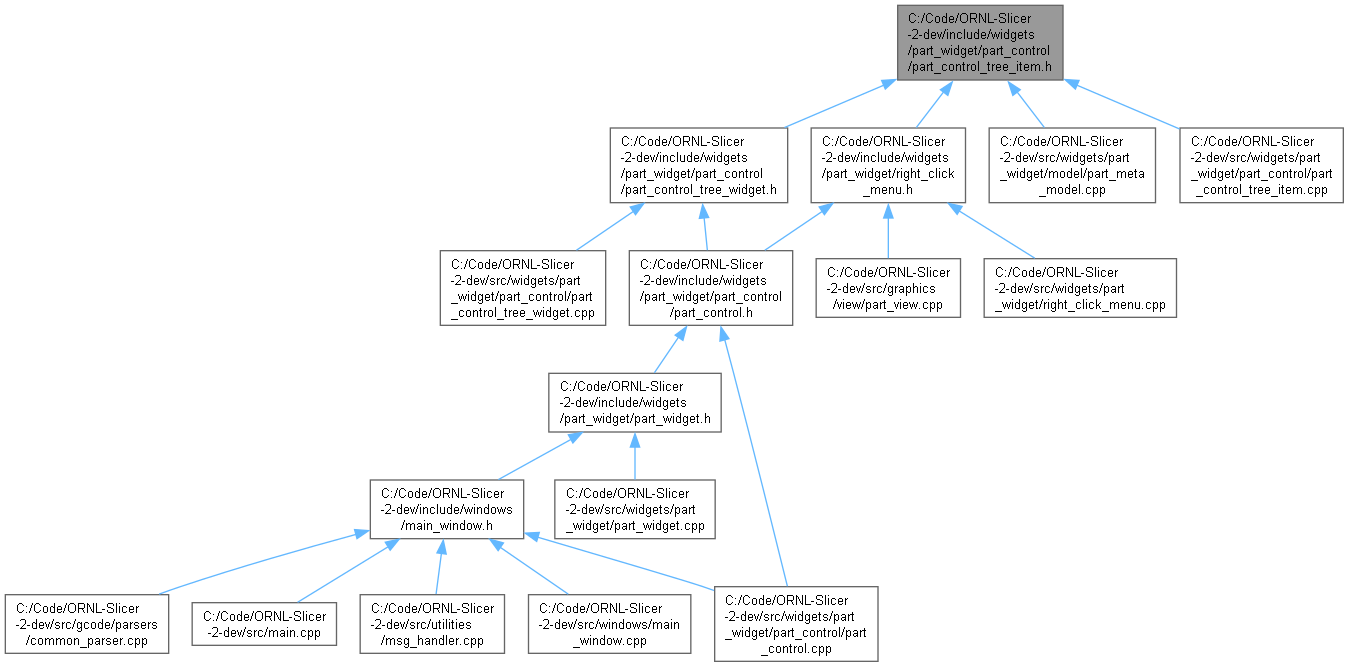 C:/Code/ORNL-Slicer
-2-dev/include/widgets
/part_widget/part_control
/part_control_tree_item.h
C:/Code/ORNL-Slicer
-2-dev/include/widgets
/part_widget/part_control
/part_control_tree_widget.h
C:/Code/ORNL-Slicer
-2-dev/include/widgets
/part_widget/right_click
_menu.h
C:/Code/ORNL-Slicer
-2-dev/src/widgets/part
_widget/model/part_meta
_model.cpp
C:/Code/ORNL-Slicer
-2-dev/src/widgets/part
_widget/part_control/part
_control_tree_item.cpp
C:/Code/ORNL-Slicer
-2-dev/src/widgets/part
_widget/part_control/part
_control_tree_widget.cpp
C:/Code/ORNL-Slicer
-2-dev/include/widgets
/part_widget/part_control
/part_control.h
C:/Code/ORNL-Slicer
-2-dev/src/graphics
/view/part_view.cpp
C:/Code/ORNL-Slicer
-2-dev/src/widgets/part
_widget/right_click_menu.cpp
C:/Code/ORNL-Slicer
-2-dev/include/widgets
/part_widget/part_widget.h
C:/Code/ORNL-Slicer
-2-dev/include/windows
/main_window.h
C:/Code/ORNL-Slicer
-2-dev/src/widgets/part
_widget/part_widget.cpp
C:/Code/ORNL-Slicer
-2-dev/src/gcode/parsers
/common_parser.cpp
C:/Code/ORNL-Slicer
-2-dev/src/main.cpp
C:/Code/ORNL-Slicer
-2-dev/src/utilities
/msg_handler.cpp
C:/Code/ORNL-Slicer
-2-dev/src/windows/main
_window.cpp
C:/Code/ORNL-Slicer
-2-dev/src/widgets/part
_widget/part_control/part
_control.cpp